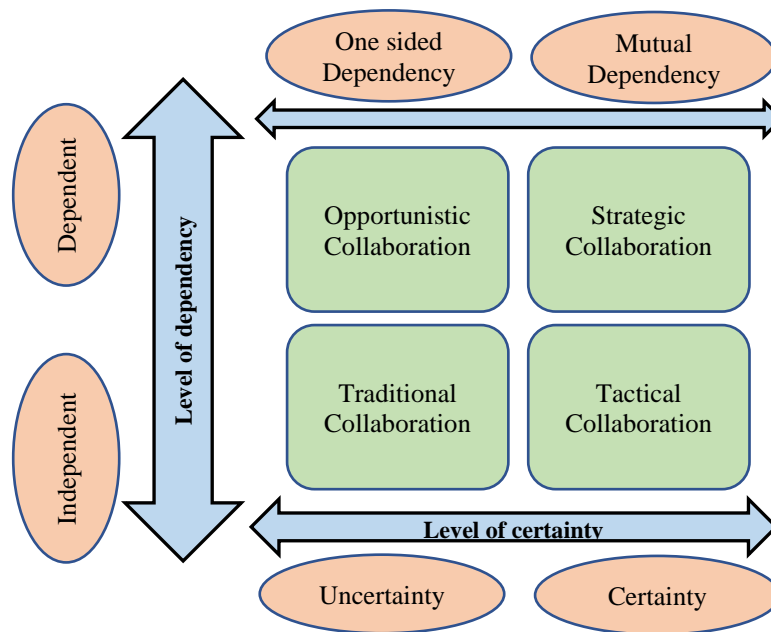 One sided
Dependency
Mutual
Dependency
Dependent
Level of dependency
Independent
Opportunistic
Collaboration
Strategic
Collaboration
Traditional
Collaboration
Tactical
Collaboration
Level of certainty
Uncertainty
Certainty